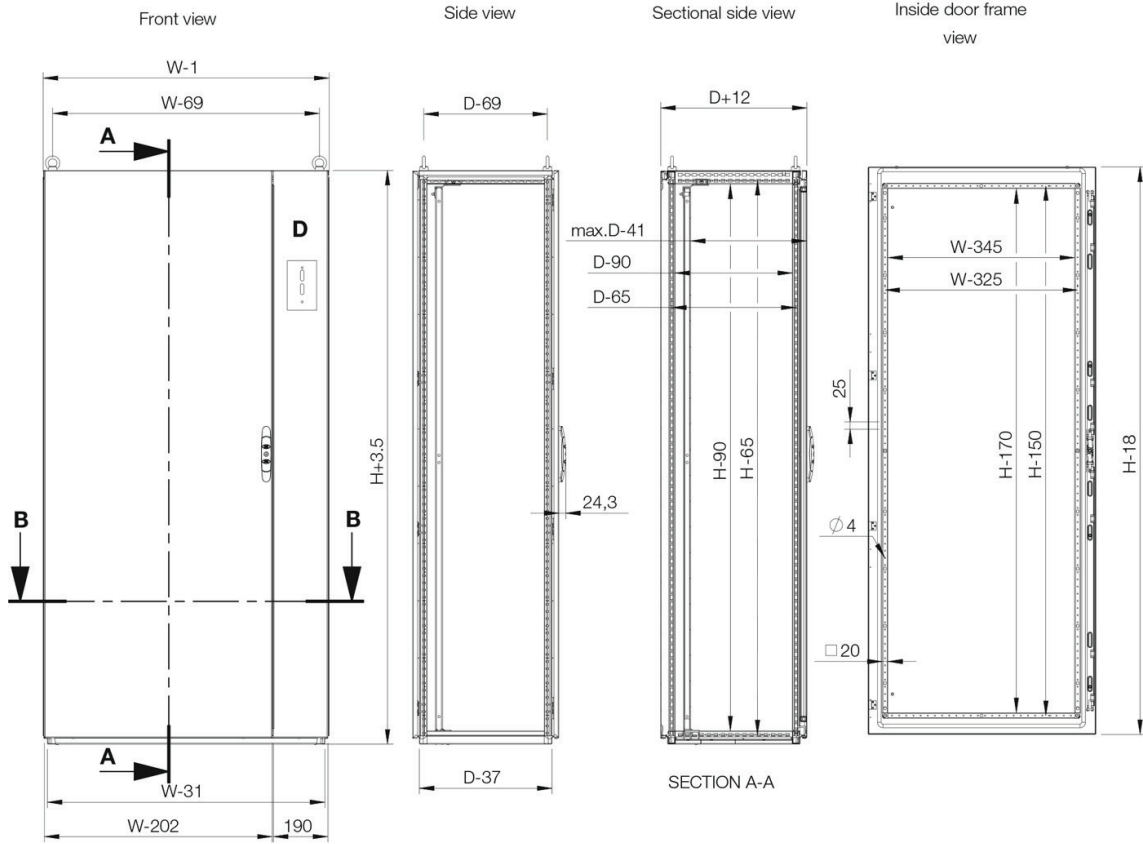 Front view
Side view
Sectional side view
Inside door frame
view
W-1
W-69
A
D
H+3.5
B
B
A
W-31
W-202
190
D-69
24,3
D-37
D+12
max.D-41
D-90
D-65
H-90
H-65
SECTION A-A
W-345
W-325
25
H-170
H-150
H-18
∅4
□20